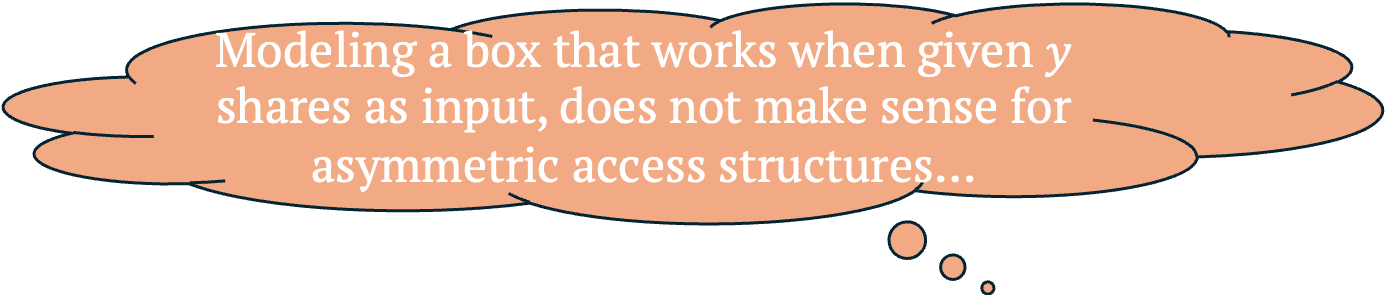 Modeling a box that works when given y
shares as input, does not make sense for
asymmetric access structures...